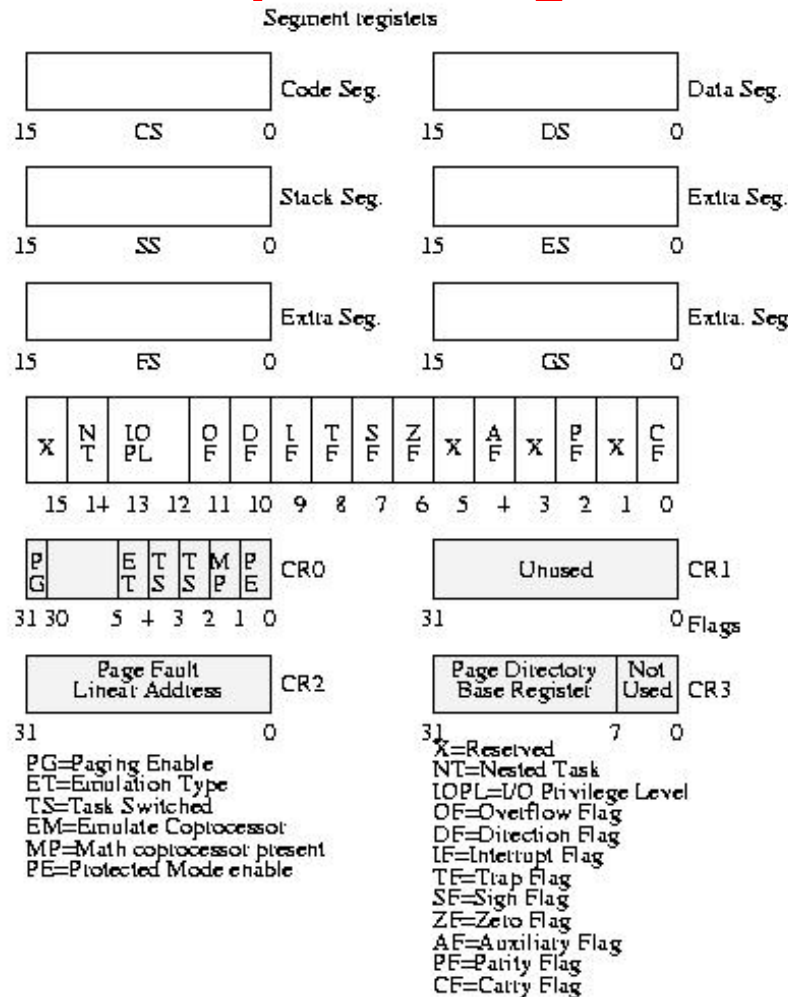 Segment registers
Code Seg.
Data Seg.
15 CS 0
15 DS 0
Stack Seg.
Extra Seg.
15 SS 0
15 ES 0
Extra Seg.
Extra. Seg
15 FS 0
15 GS 0
X NT IOPL OF DF IF TF SF ZF X AF X PF X CF
15 14 13 12 11 10 9 8 7 6 5 4 3 2 1 0
PG ET TS TS MP PE CR0
Unused CR1
31 30 5 4 3 2 1 0
31 0 Flags
Page Fault
Linear Address
CR2
Page Directory
Base Register
Not
Used
CR3
31 0
31 7 0
PG=Paging Enable
ET=Emulation Type
TS=Task Switched
EM=Emulate Coprocessor
MP=Math coprocessor present
PE=Protected Mode enable
X=Reserved
NT=Nested Task
IOPL=I/O Privilege Level
OF=Overflow Flag
DF=Direction Flag
IF=Interrupt Flag
TF=Trap Flag
SF=Sign Flag
ZF=Zero Flag
AF=Auxiliary Flag
PF=Parity Flag
CF=Carry Flag